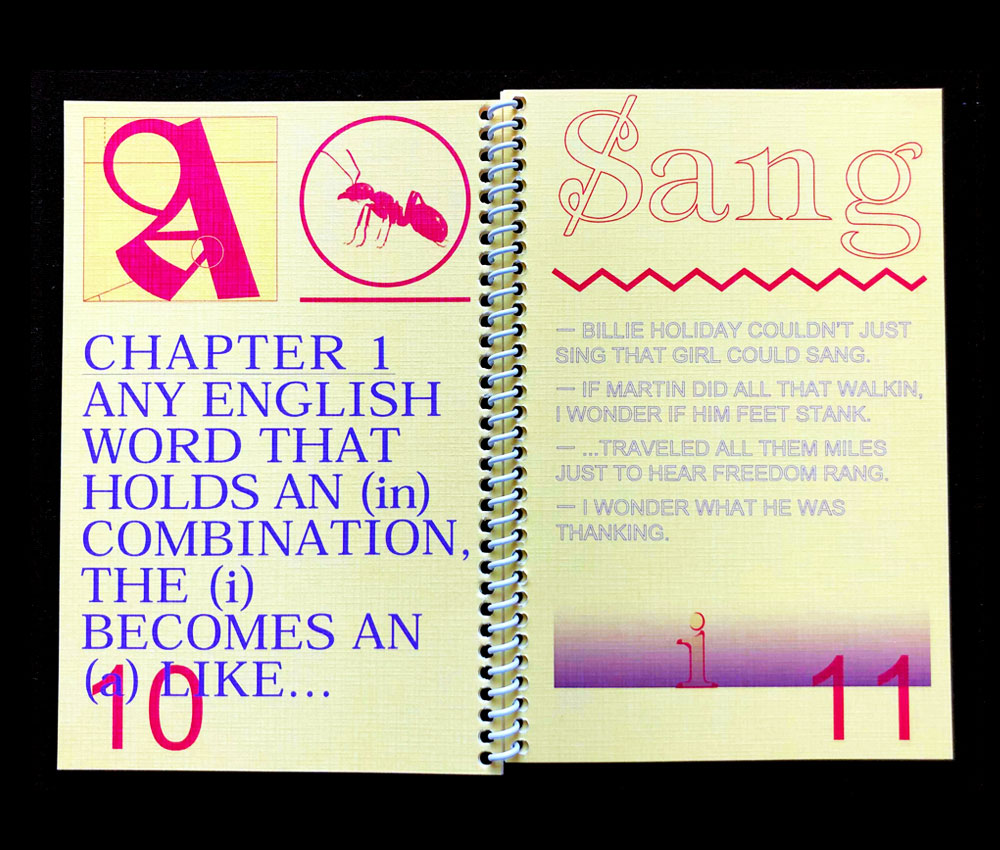 A
CHAPTER 1
ANY ENGLISH
WORD THAT
HOLDS AN (in)
COMBINATION,
THE (i)
BECOMES AN
(a) LIKE...
10
$ang
— BILLIE HOLIDAY COULDN'T JUST
SING THAT GIRL COULD SANG.
— IF MARTIN DID ALL THAT WALKiN,
I WONDER IF HIM FEET STANK.
— ...TRAVELED ALL THEM MILES
JUST TO HEAR FREEDOM RANG.
— I WONDER WHAT HE WAS
THANKING.
i
11